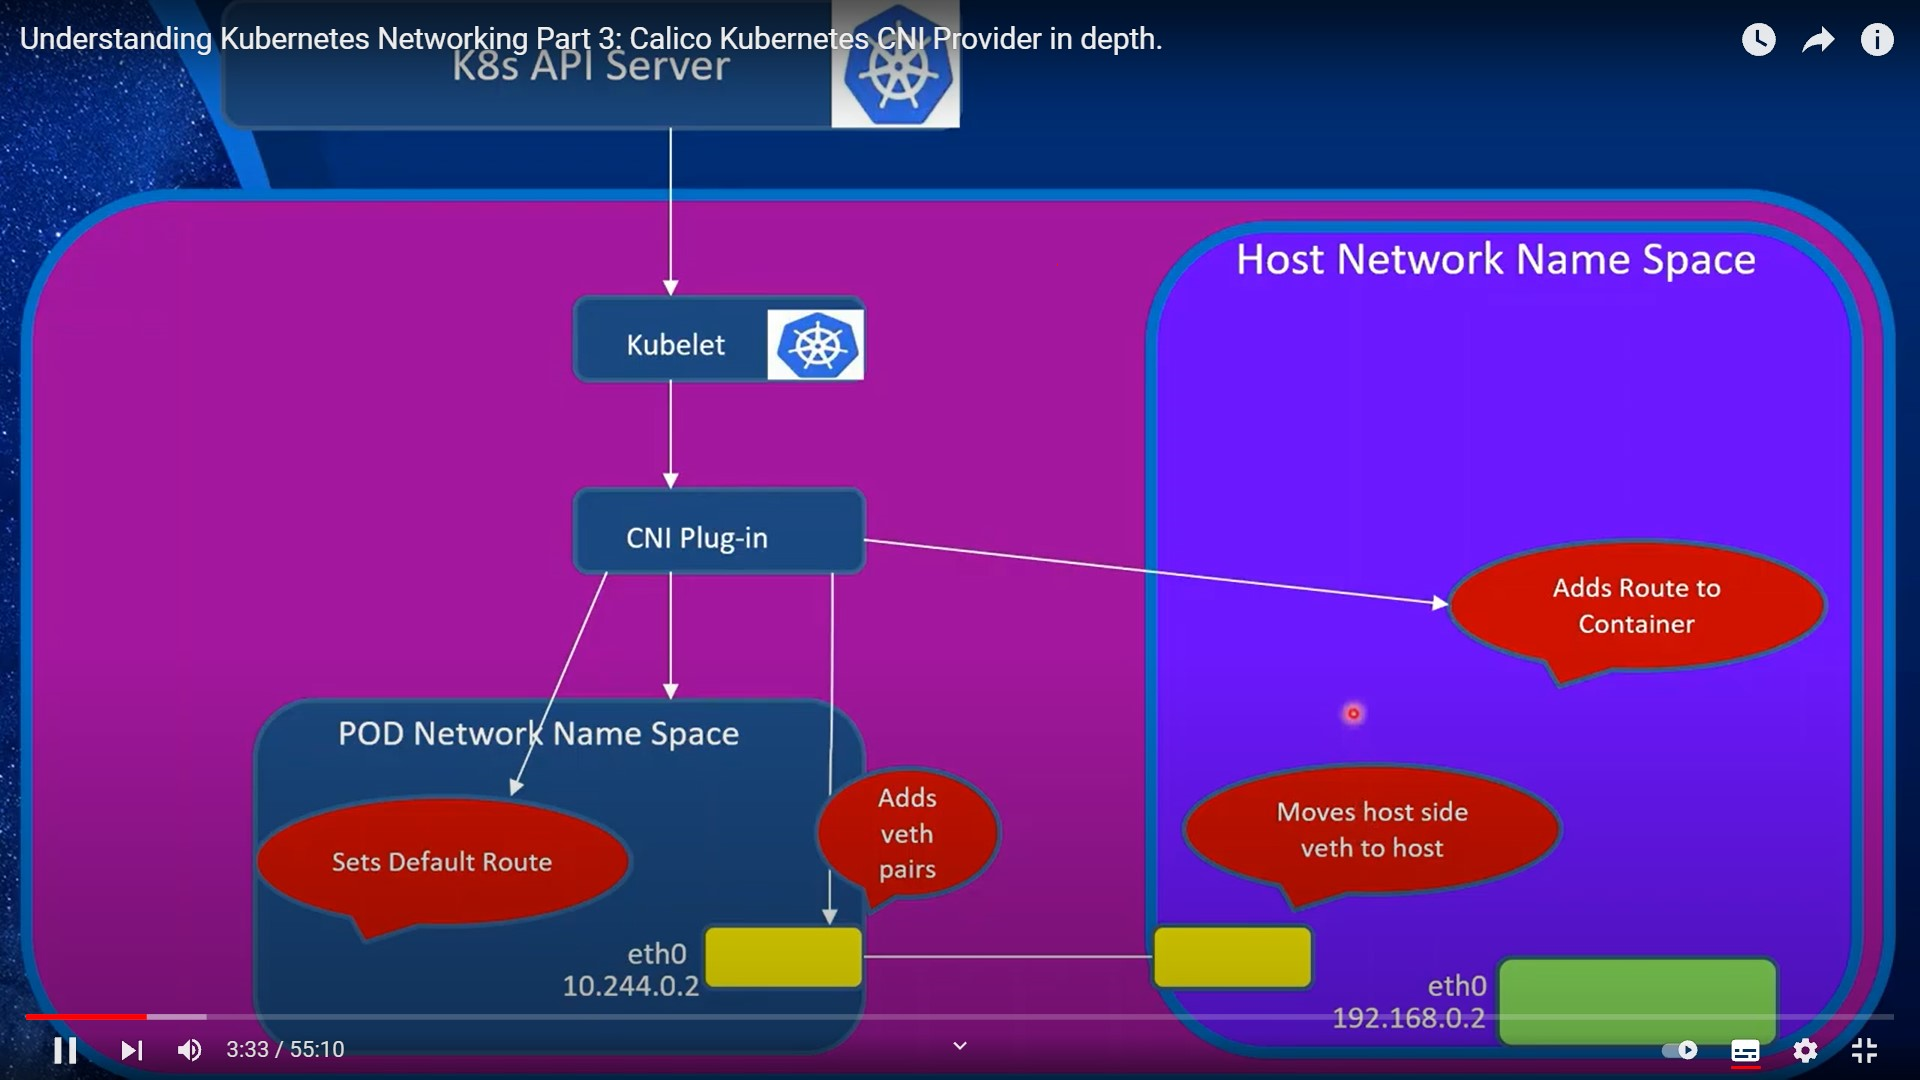 Understanding Kubernetes Networking Part 3: Calico Kubernetes CNI Provider in depth.
K8s API Server
Host Network Name Space
Kubelet
CNI Plug-in
Adds Route to
Container
POD Network Name Space
Adds
veth
pairs
Moves host side
veth to host
Sets Default Route
eth0
10.244.0.2
eth0
192.168.0.2
3:33 / 55:10